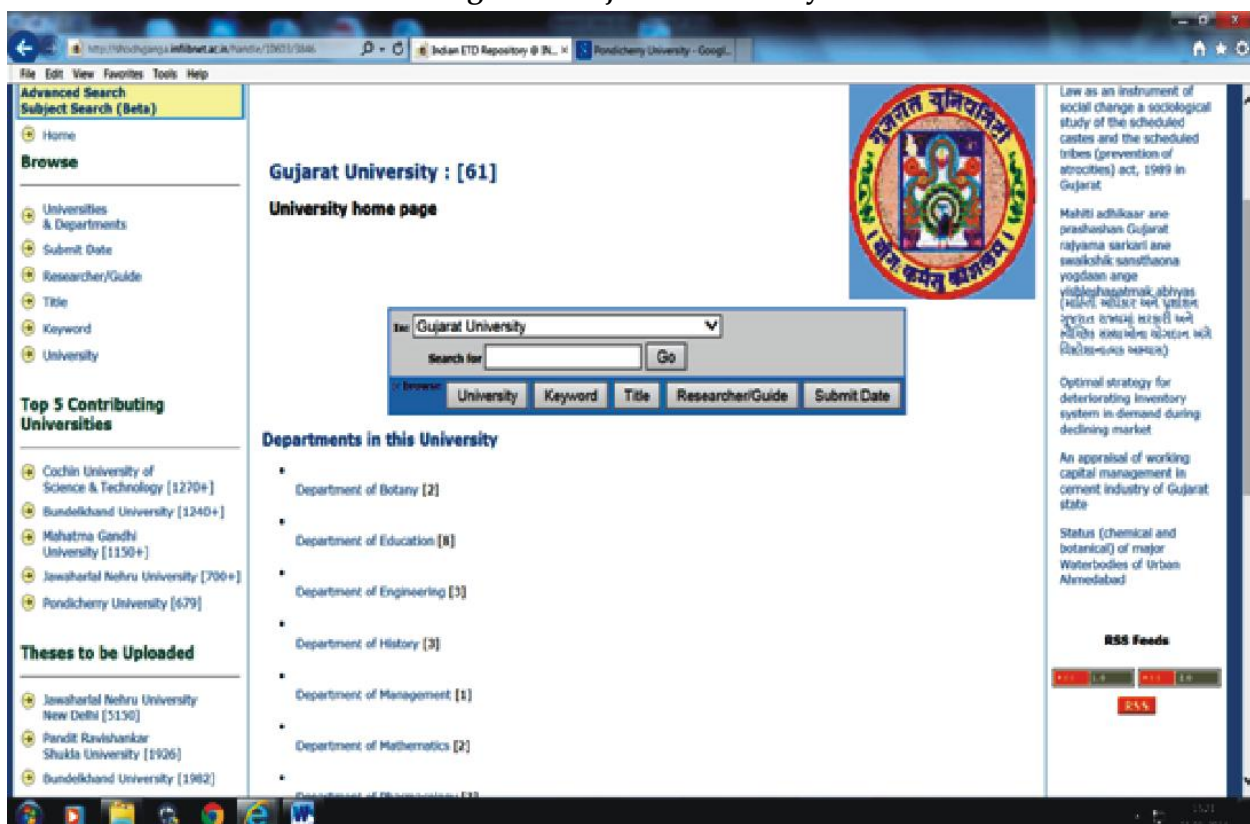 http://shodhganga.inflibnet.ac.in/handle/10603/3846
Indian ETD Repository @ IN...
Pondicherry University - Googl...
File Edit View Favorites Tools Help
Advanced Search
Subject Search (Beta)
Home
Browse
Universities
& Departments
Submit Date
Researcher/Guide
Title
Keyword
University
Top 5 Contributing
Universities
Cochin University of
Science & Technology [1270+]
Bundelkhand University [1240+]
Mahatma Gandhi
University [1150+]
Jawaharlal Nehru University [700+]
Pondicherry University [679]
Theses to be Uploaded
Jawaharlal Nehru University
New Delhi [5150]
Pandit Ravishankar
Shukla University [1926]
Bundelkhand University [1982]
Gujarat University : [61]
University home page
In: Gujarat University
Search for Go
University Keyword Title Researcher/Guide Submit Date
Departments in this University
Department of Botany [2]
Department of Education [8]
Department of Engineering [3]
Department of History [3]
Department of Management [1]
Department of Mathematics [2]
Law as an instrument of
social change a sociological
study of the scheduled
castes and the scheduled
tribes (prevention of
atrocities) act, 1989 in
Gujarat
Mahiti adhikaar ane
prashashan Gujarat
rajyama sarkari ane
swaikshik sansthaona
yogdaan ange
vishleshanatmak abhyas
Optimal strategy for
deteriorating inventory
system in demand during
declining market
An appraisal of working
capital management in
cement industry of Gujarat
state
Status (chemical and
botanical) of major
Waterbodies of Urban
Ahmedabad
RSS Feeds
RSS